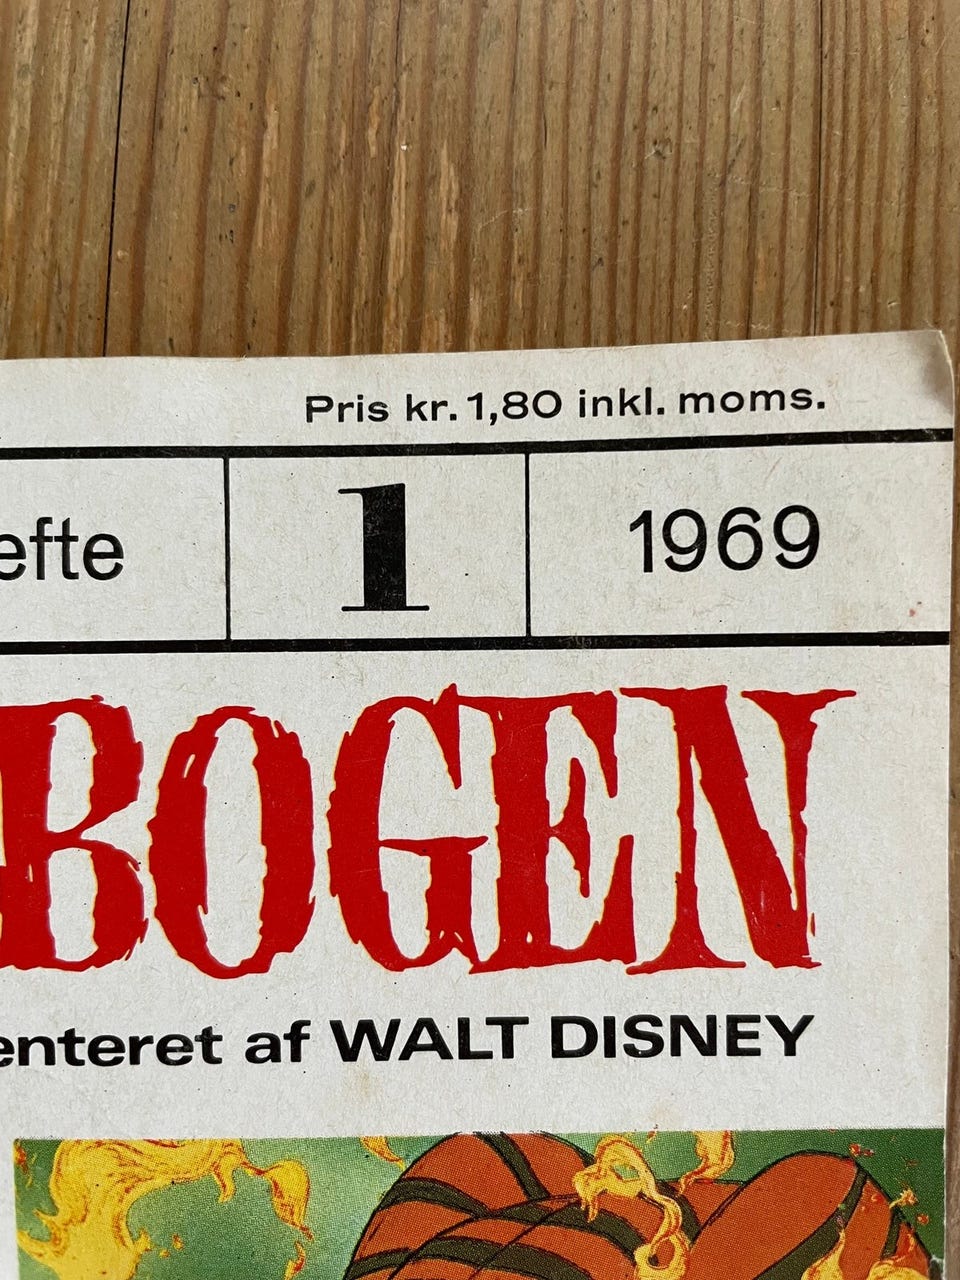 Pris kr. 1,80 inkl. moms.
efte 1 1969
BOGEN
enteret af WALT DISNEY